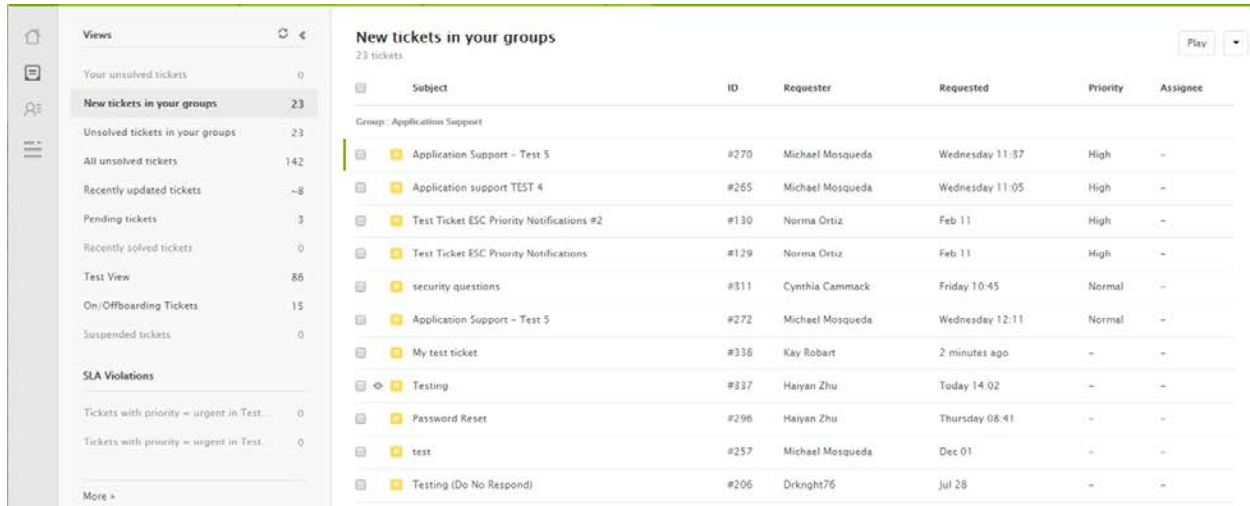 Views
Your unsolved tickets 0
New tickets in your groups 23
Unsolved tickets in your groups 23
All unsolved tickets 142
Recently updated tickets ~8
Pending tickets 3
Recently solved tickets 0
Test View 86
On/Offboarding Tickets 15
Suspended tickets 0
SLA Violations
Tickets with priority = urgent in Test... 0
Tickets with priority = urgent in Test... 0
More »
New tickets in your groups
23 tickets
Play
Subject ID Requester Requested Priority Assignee
Group: Application Support
Application Support – Test 5 #270 Michael Mosqueda Wednesday 11:37 High –
Application support TEST 4 #265 Michael Mosqueda Wednesday 11:05 High –
Test Ticket ESC Priority Notifications #2 #130 Norma Ortiz Feb 11 High –
Test Ticket ESC Priority Notifications #129 Norma Ortiz Feb 11 High –
security questions #311 Cynthia Cammack Friday 10:45 Normal –
Application Support – Test 5 #272 Michael Mosqueda Wednesday 12:11 Normal –
My test ticket #338 Kay Robart 2 minutes ago – –
Testing #337 Haiyan Zhu Today 14:02 – –
Password Reset #296 Haiyan Zhu Thursday 08:41 – –
test #257 Michael Mosqueda Dec 01 – –
Testing (Do No Respond) #206 Drknght76 Jul 28 – –